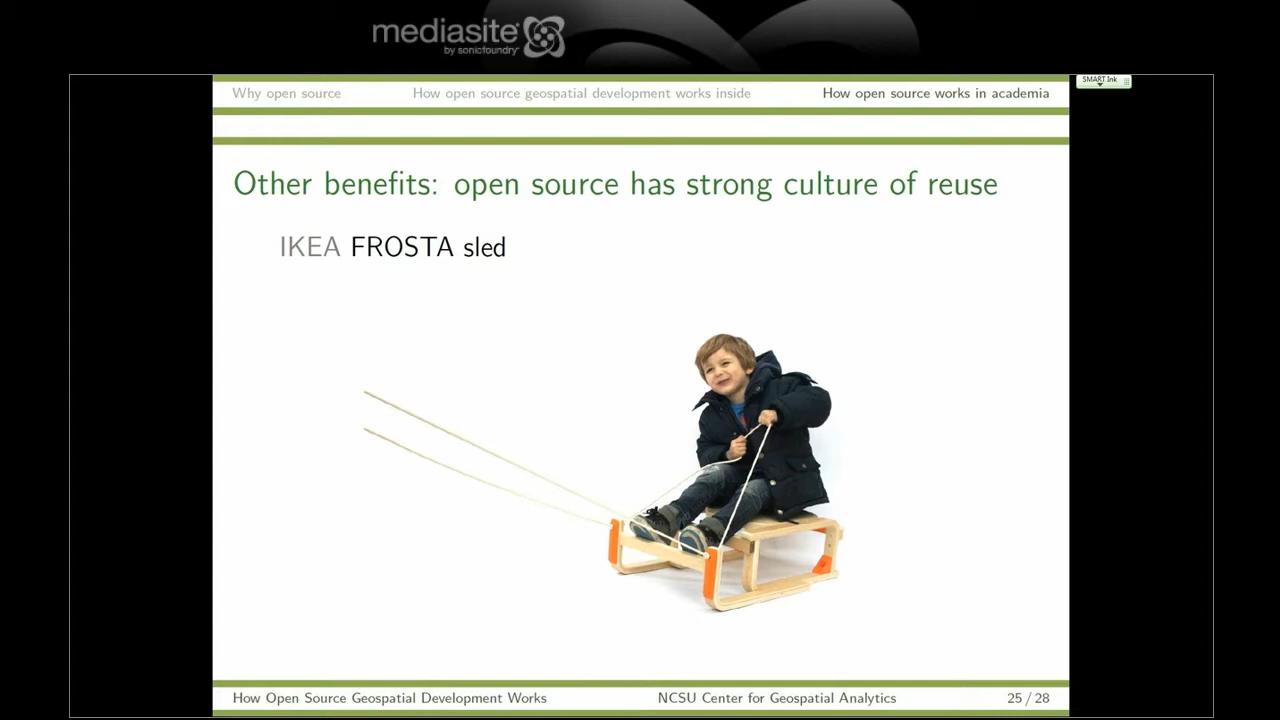 mediasite
by sonicfoundry
SMART Ink
Why open source How open source geospatial development works inside How open source works in academia
Other benefits: open source has strong culture of reuse
IKEA FROSTA sled
How Open Source Geospatial Development Works NCSU Center for Geospatial Analytics 25 / 28